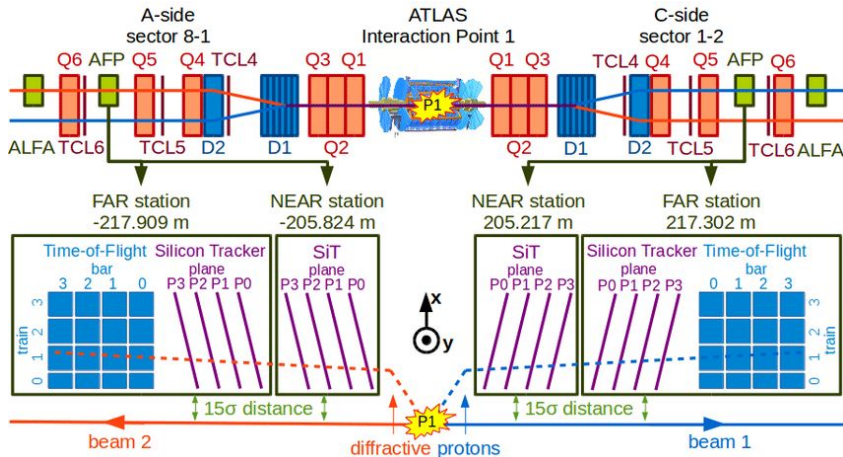 A-side
sector 8-1
ATLAS
Interaction Point 1
C-side
sector 1-2
Q6 AFP Q5 Q4 TCL4 Q3 Q1 Q1 Q3 TCL4 Q4 Q5 AFP Q6
P1
ALFA TCL6 TCL5 D2 D1 Q2 Q2 D1 D2 TCL5 TCL6 ALFA
FAR station
-217.909 m
NEAR station
-205.824 m
NEAR station
205.217 m
FAR station
217.302 m
Time-of-Flight
bar
3 2 1 0
train
3
2
1
0
Silicon Tracker
plane
P3 P2 P1 P0
SiT
plane
P3 P2 P1 P0
x
y
SiT
plane
P0 P1 P2 P3
Silicon Tracker
plane
P0 P1 P2 P3
Time-of-Flight
bar
0 1 2 3
3
2
1
0
train
15σ distance
P1
15σ distance
beam 2
diffractive protons
beam 1